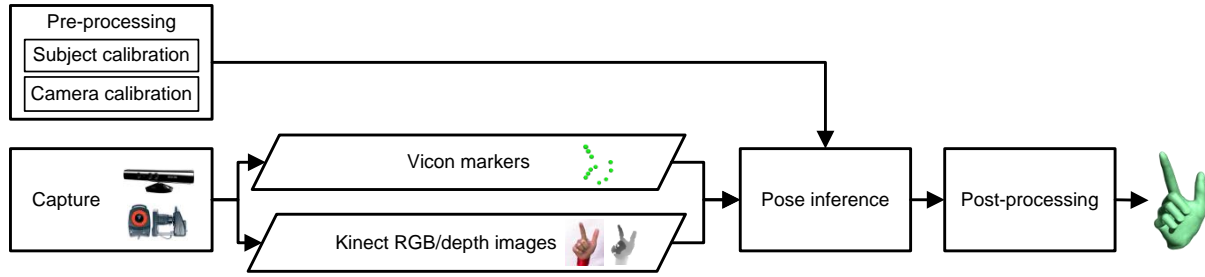 Pre-processing
Subject calibration
Camera calibration
Capture
Vicon markers
Kinect RGB/depth images
Pose inference
Post-processing